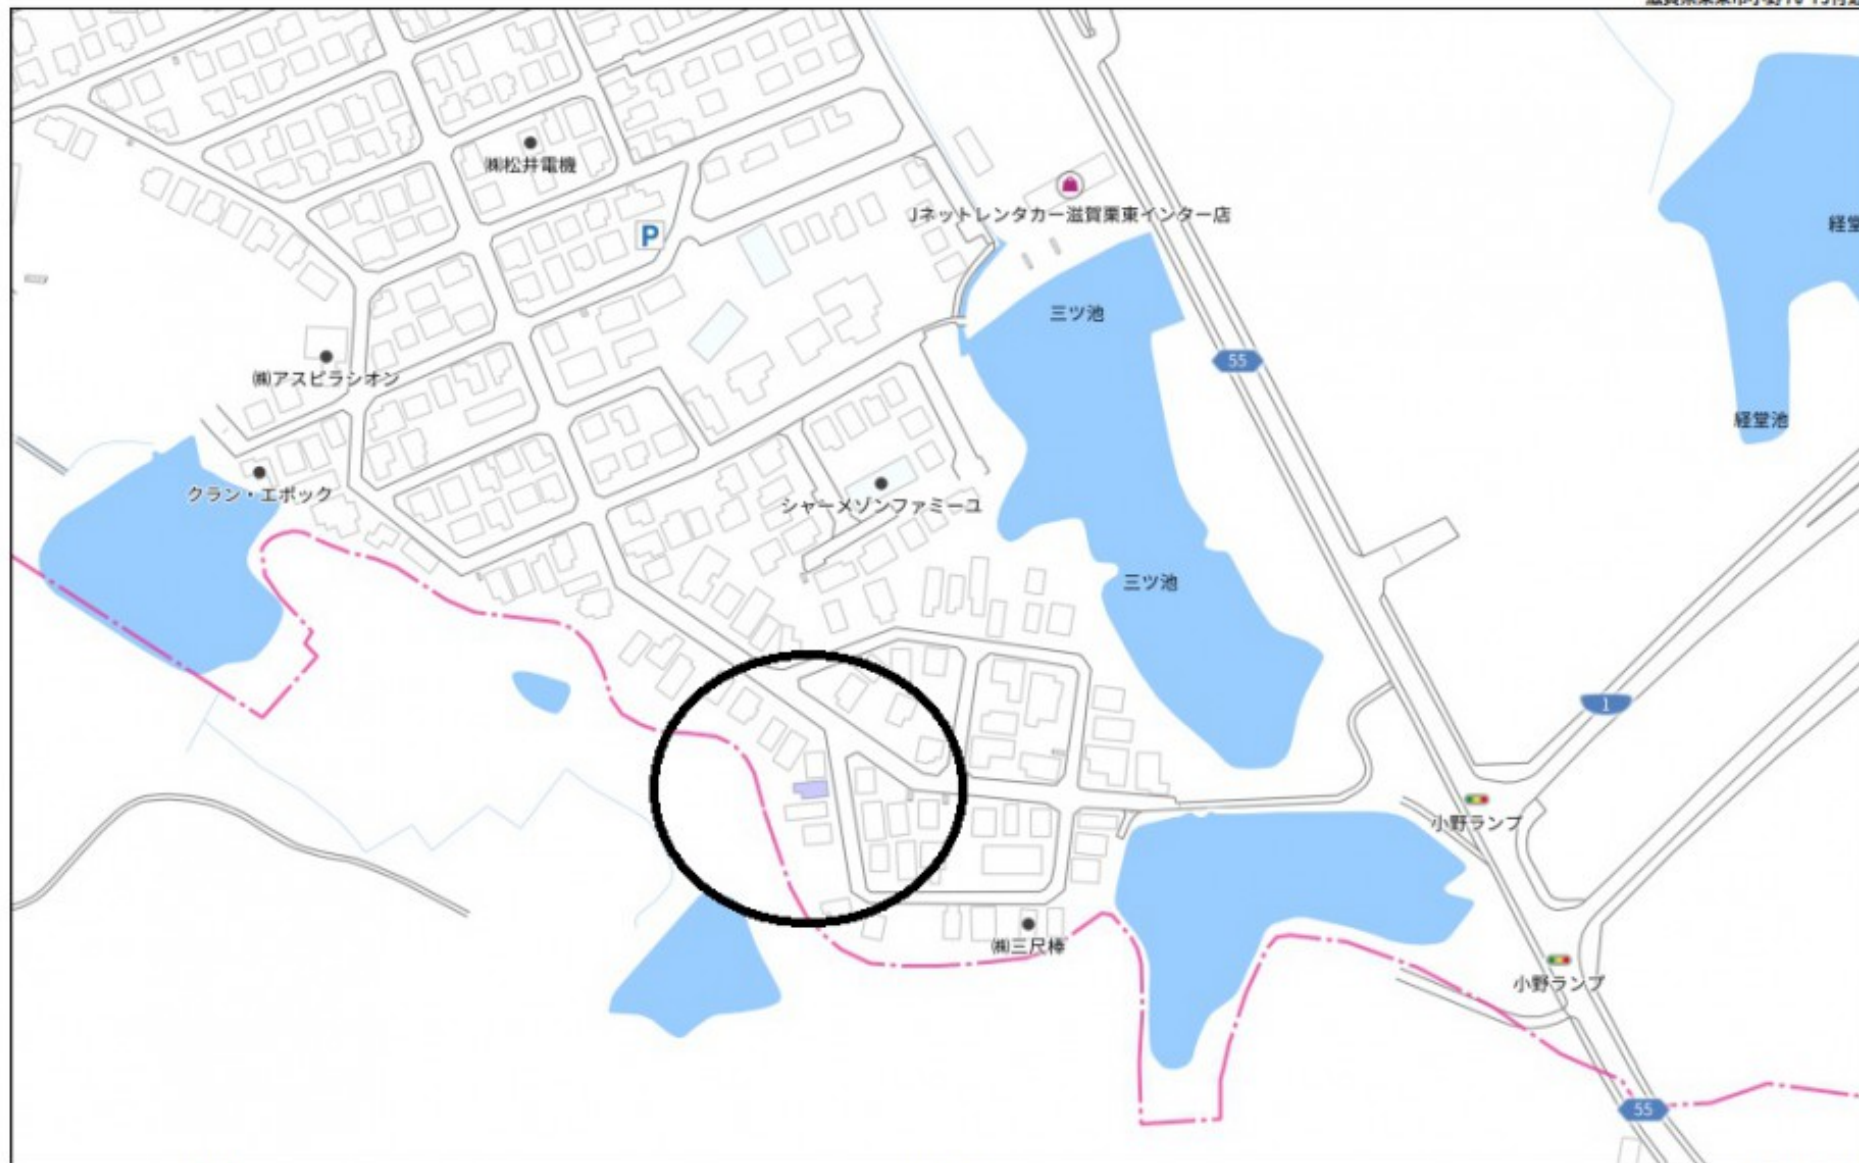 ㈱松井電機
P
Jネットレンタカー滋賀栗東インター店
経堂
三ツ池
55
㈱アスピラシオン
経堂池
クラン・エポック
シャーメゾンファミーユ
三ツ池
1
小野ランプ
㈱三尺棒
小野ランプ
55